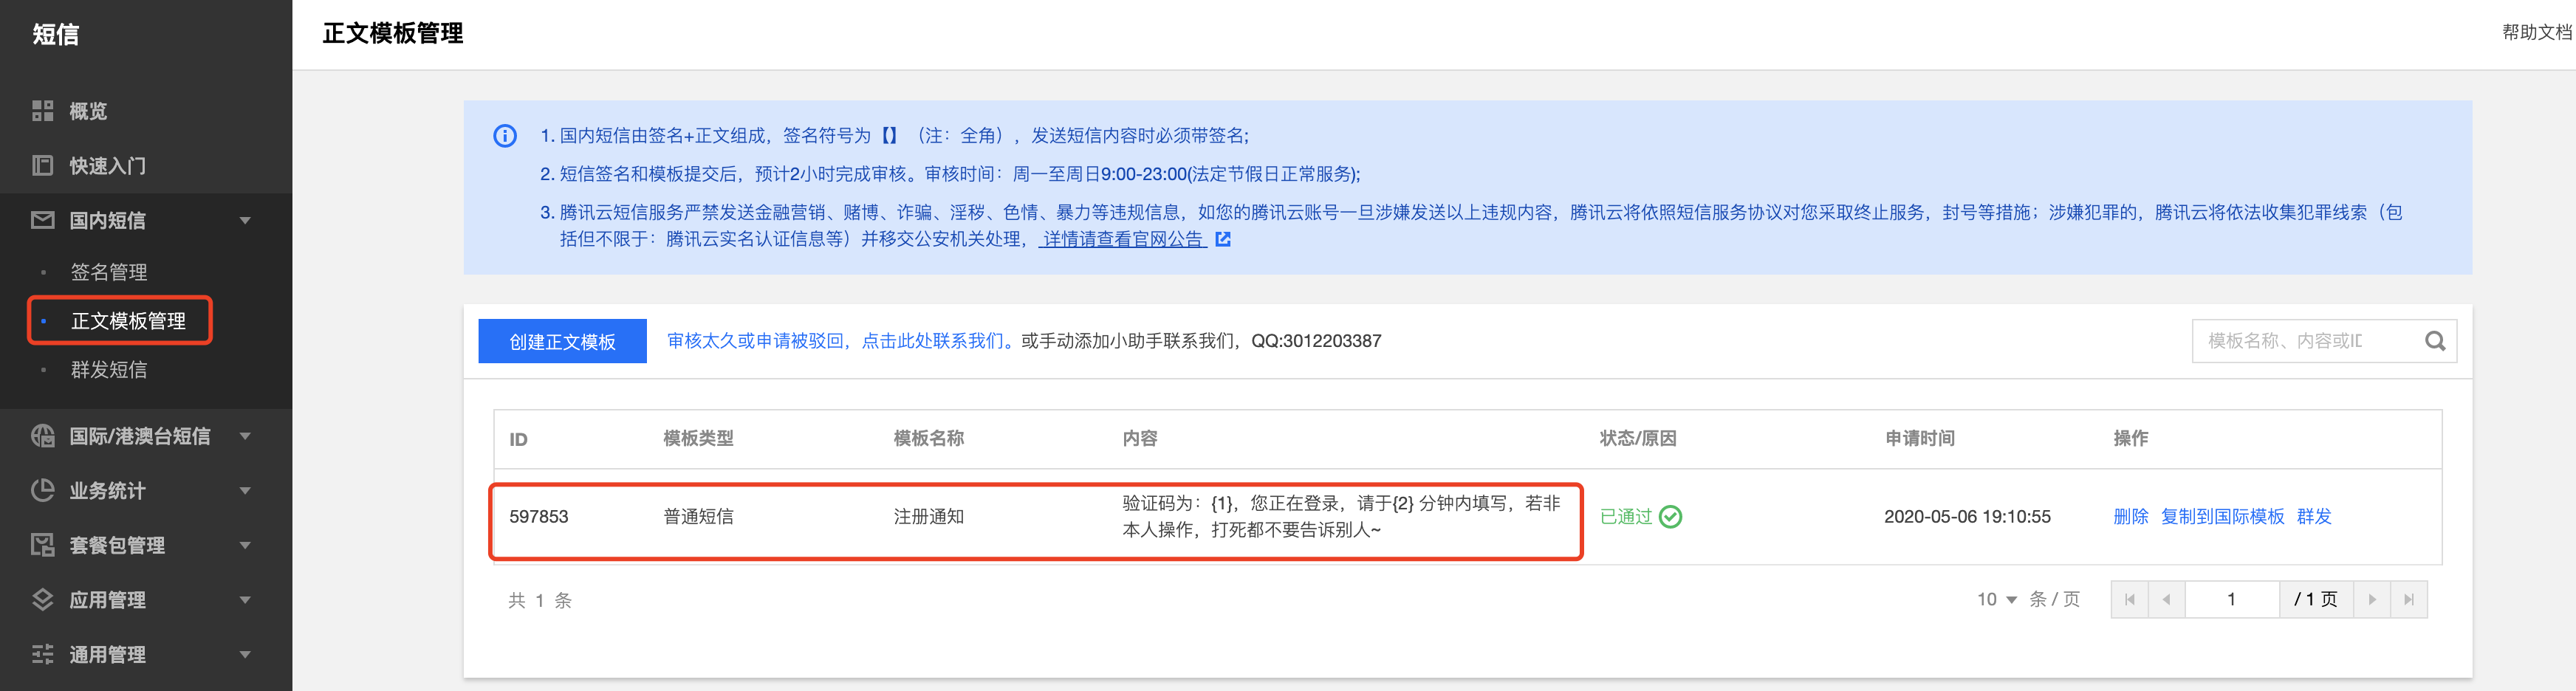 短信
概览
快速入门
国内短信
签名管理
正文模板管理
群发短信
国际/港澳台短信
业务统计
套餐包管理
应用管理
通用管理
正文模板管理
帮助文档
1. 国内短信由签名+正文组成，签名符号为【】（注：全角），发送短信内容时必须带签名;
2. 短信签名和模板提交后，预计2小时完成审核。审核时间：周一至周日9:00-23:00(法定节假日正常服务);
3. 腾讯云短信服务严禁发送金融营销、赌博、诈骗、淫秽、色情、暴力等违规信息，如您的腾讯云账号一旦涉嫌发送以上违规内容，腾讯云将依照短信服务协议对您采取终止服务，封号等措施；涉嫌犯罪的，腾讯云将依法收集犯罪线索（包
括但不限于：腾讯云实名认证信息等）并移交公安机关处理，详情请查看官网公告
创建正文模板 审核太久或申请被驳回，点击此处联系我们。或手动添加小助手联系我们，QQ:3012203387
模板名称、内容或ID
ID 模板类型 模板名称 内容 状态/原因 申请时间 操作
597853 普通短信 注册通知 验证码为：{1}，您正在登录，请于{2} 分钟内填写，若非
本人操作，打死都不要告诉别人~ 已通过 2020-05-06 19:10:55 删除 复制到国际模板 群发
共 1 条
10 条 / 页 1 / 1 页